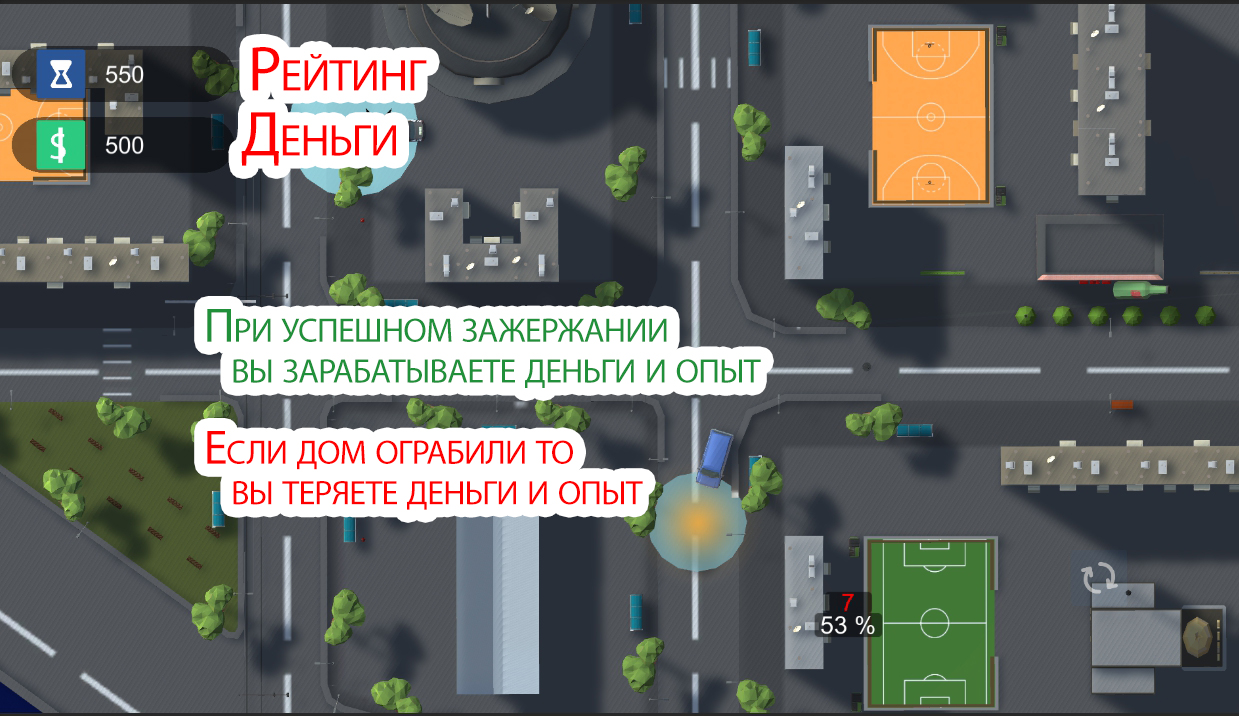 550
Рейтинг
500
Деньги
При успешном зажержании
вы зарабатываете деньги и опыт
Если дом ограбили то
вы теряете деньги и опыт
7
53 %